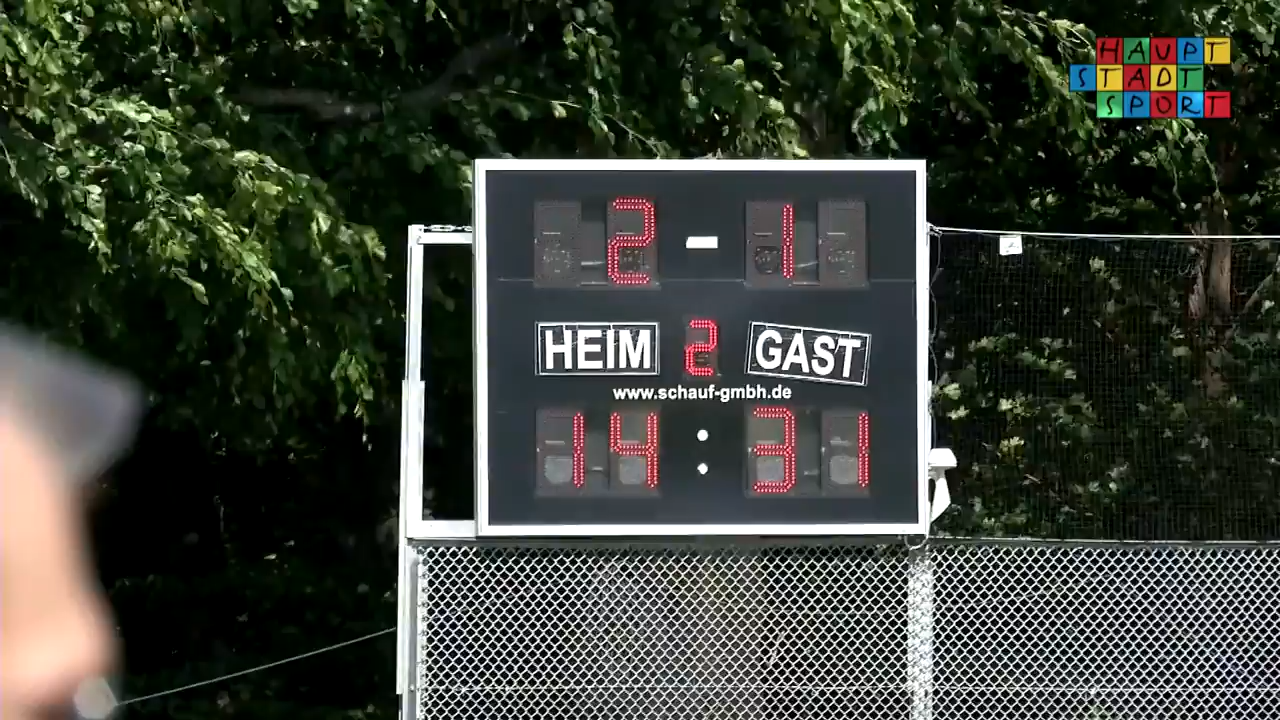 HAUPT
STADT
SPORT
2 - 1
HEIM 2 GAST
www.schauf-gmbh.de
14 : 31